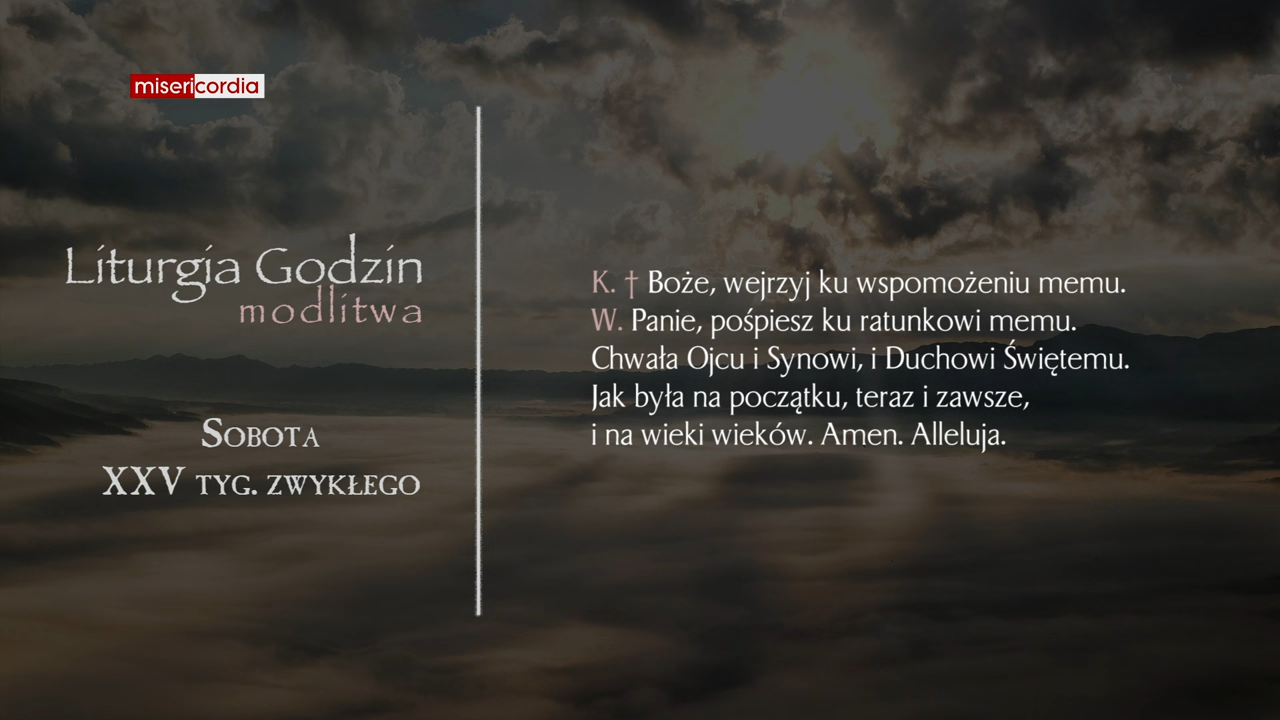 misericordia
Liturgia Godzin
modlitwa
Sobota
XXV tyg. zwykłego
K. † Boże, wejrzyj ku wspomożeniu memu.
W. Panie, pośpiesz ku ratunkowi memu.
Chwała Ojcu i Synowi, i Duchowi Świętemu.
Jak była na początku, teraz i zawsze,
i na wieki wieków. Amen. Alleluja.